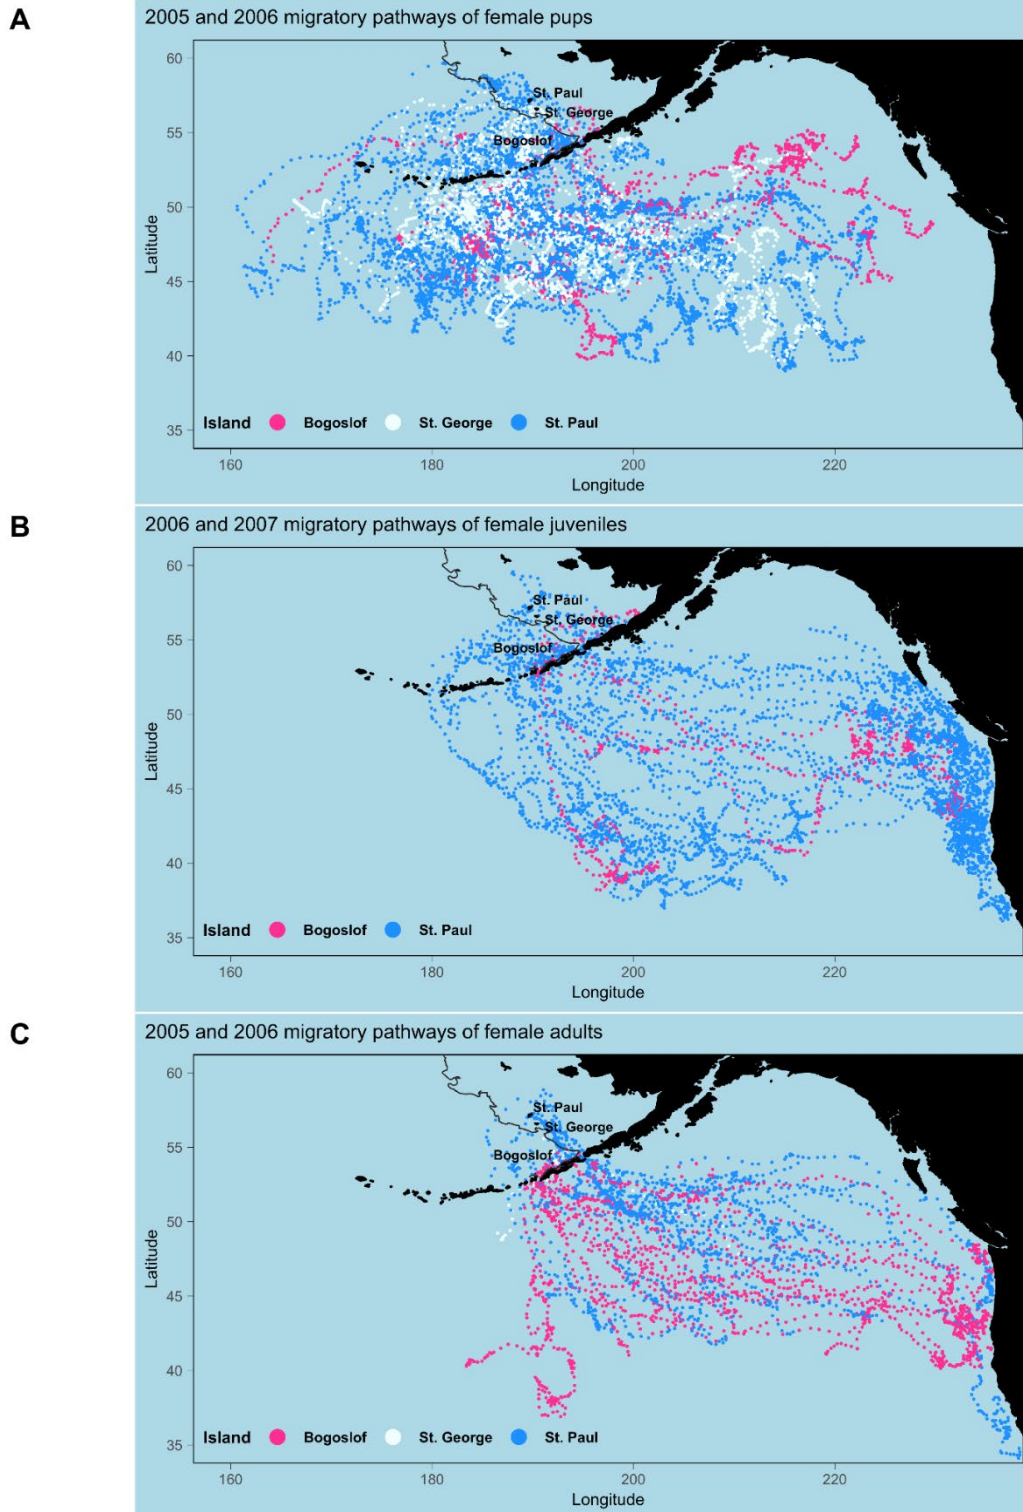 A
2005 and 2006 migratory pathways of female pups
60
55
50
45
40
35
Latitude
St. Paul
St. George
Bogoslof
Island Bogoslof St. George St. Paul
160 180 200 220
Longitude
B
2006 and 2007 migratory pathways of female juveniles
60
55
50
45
40
35
Latitude
St. Paul
St. George
Bogoslof
Island Bogoslof St. Paul
160 180 200 220
Longitude
C
2005 and 2006 migratory pathways of female adults
60
55
50
45
40
35
Latitude
St. Paul
St. George
Bogoslof
Island Bogoslof St. George St. Paul
160 180 200 220
Longitude